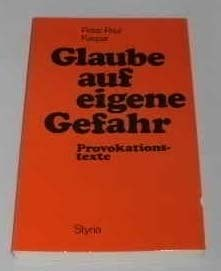 Peter Paul
Kaspar
Glaube
auf
eigene
Gefahr
Provokations-
texte
Styria